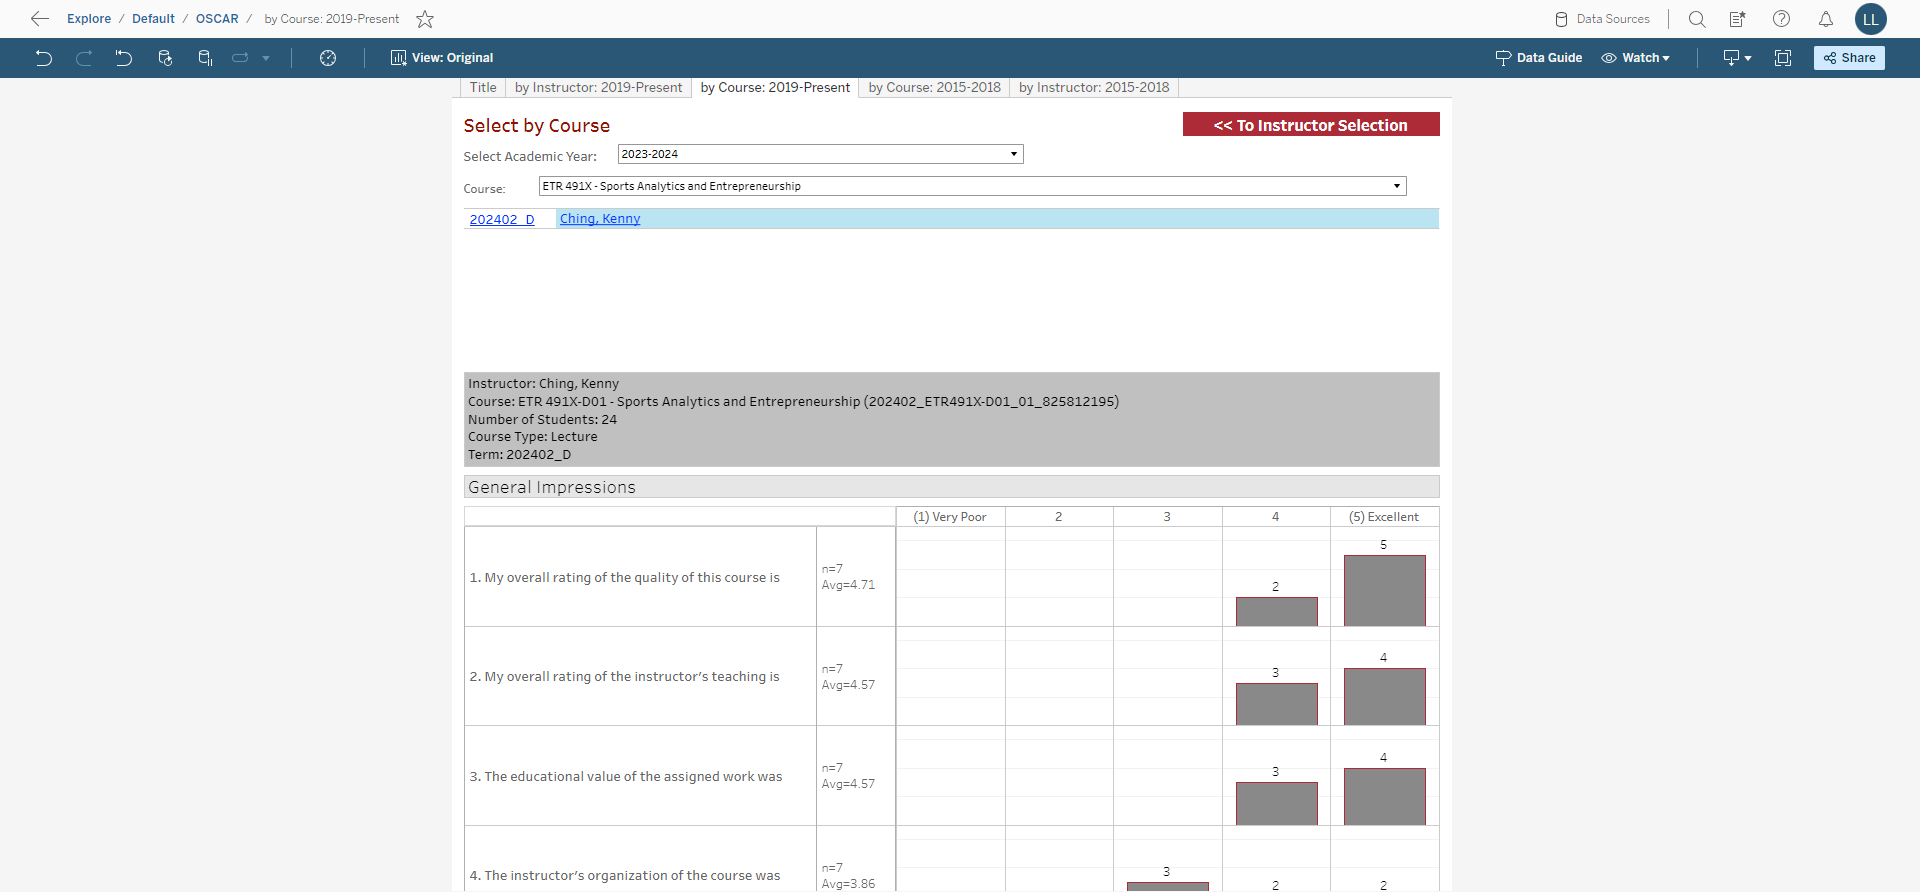 Explore / Default / OSCAR / by Course: 2019-Present
Data Sources
LL
View: Original
Data Guide
Watch
Share
Title
by Instructor: 2019-Present
by Course: 2019-Present
by Course: 2015-2018
by Instructor: 2015-2018
Select by Course
<< To Instructor Selection
Select Academic Year:
2023-2024
Course:
ETR 491X - Sports Analytics and Entrepreneurship
202402_D
Ching, Kenny
Instructor: Ching, Kenny
Course: ETR 491X-D01 - Sports Analytics and Entrepreneurship (202402_ETR491X-D01_01_825812195)
Number of Students: 24
Course Type: Lecture
Term: 202402_D
General Impressions
(1) Very Poor 2 3 4 (5) Excellent
1. My overall rating of the quality of this course is
n=7
Avg=4.71
2
5
2. My overall rating of the instructor's teaching is
n=7
Avg=4.57
3
4
3. The educational value of the assigned work was
n=7
Avg=4.57
3
4
4. The instructor's organization of the course was
n=7
Avg=3.86
3
2
2